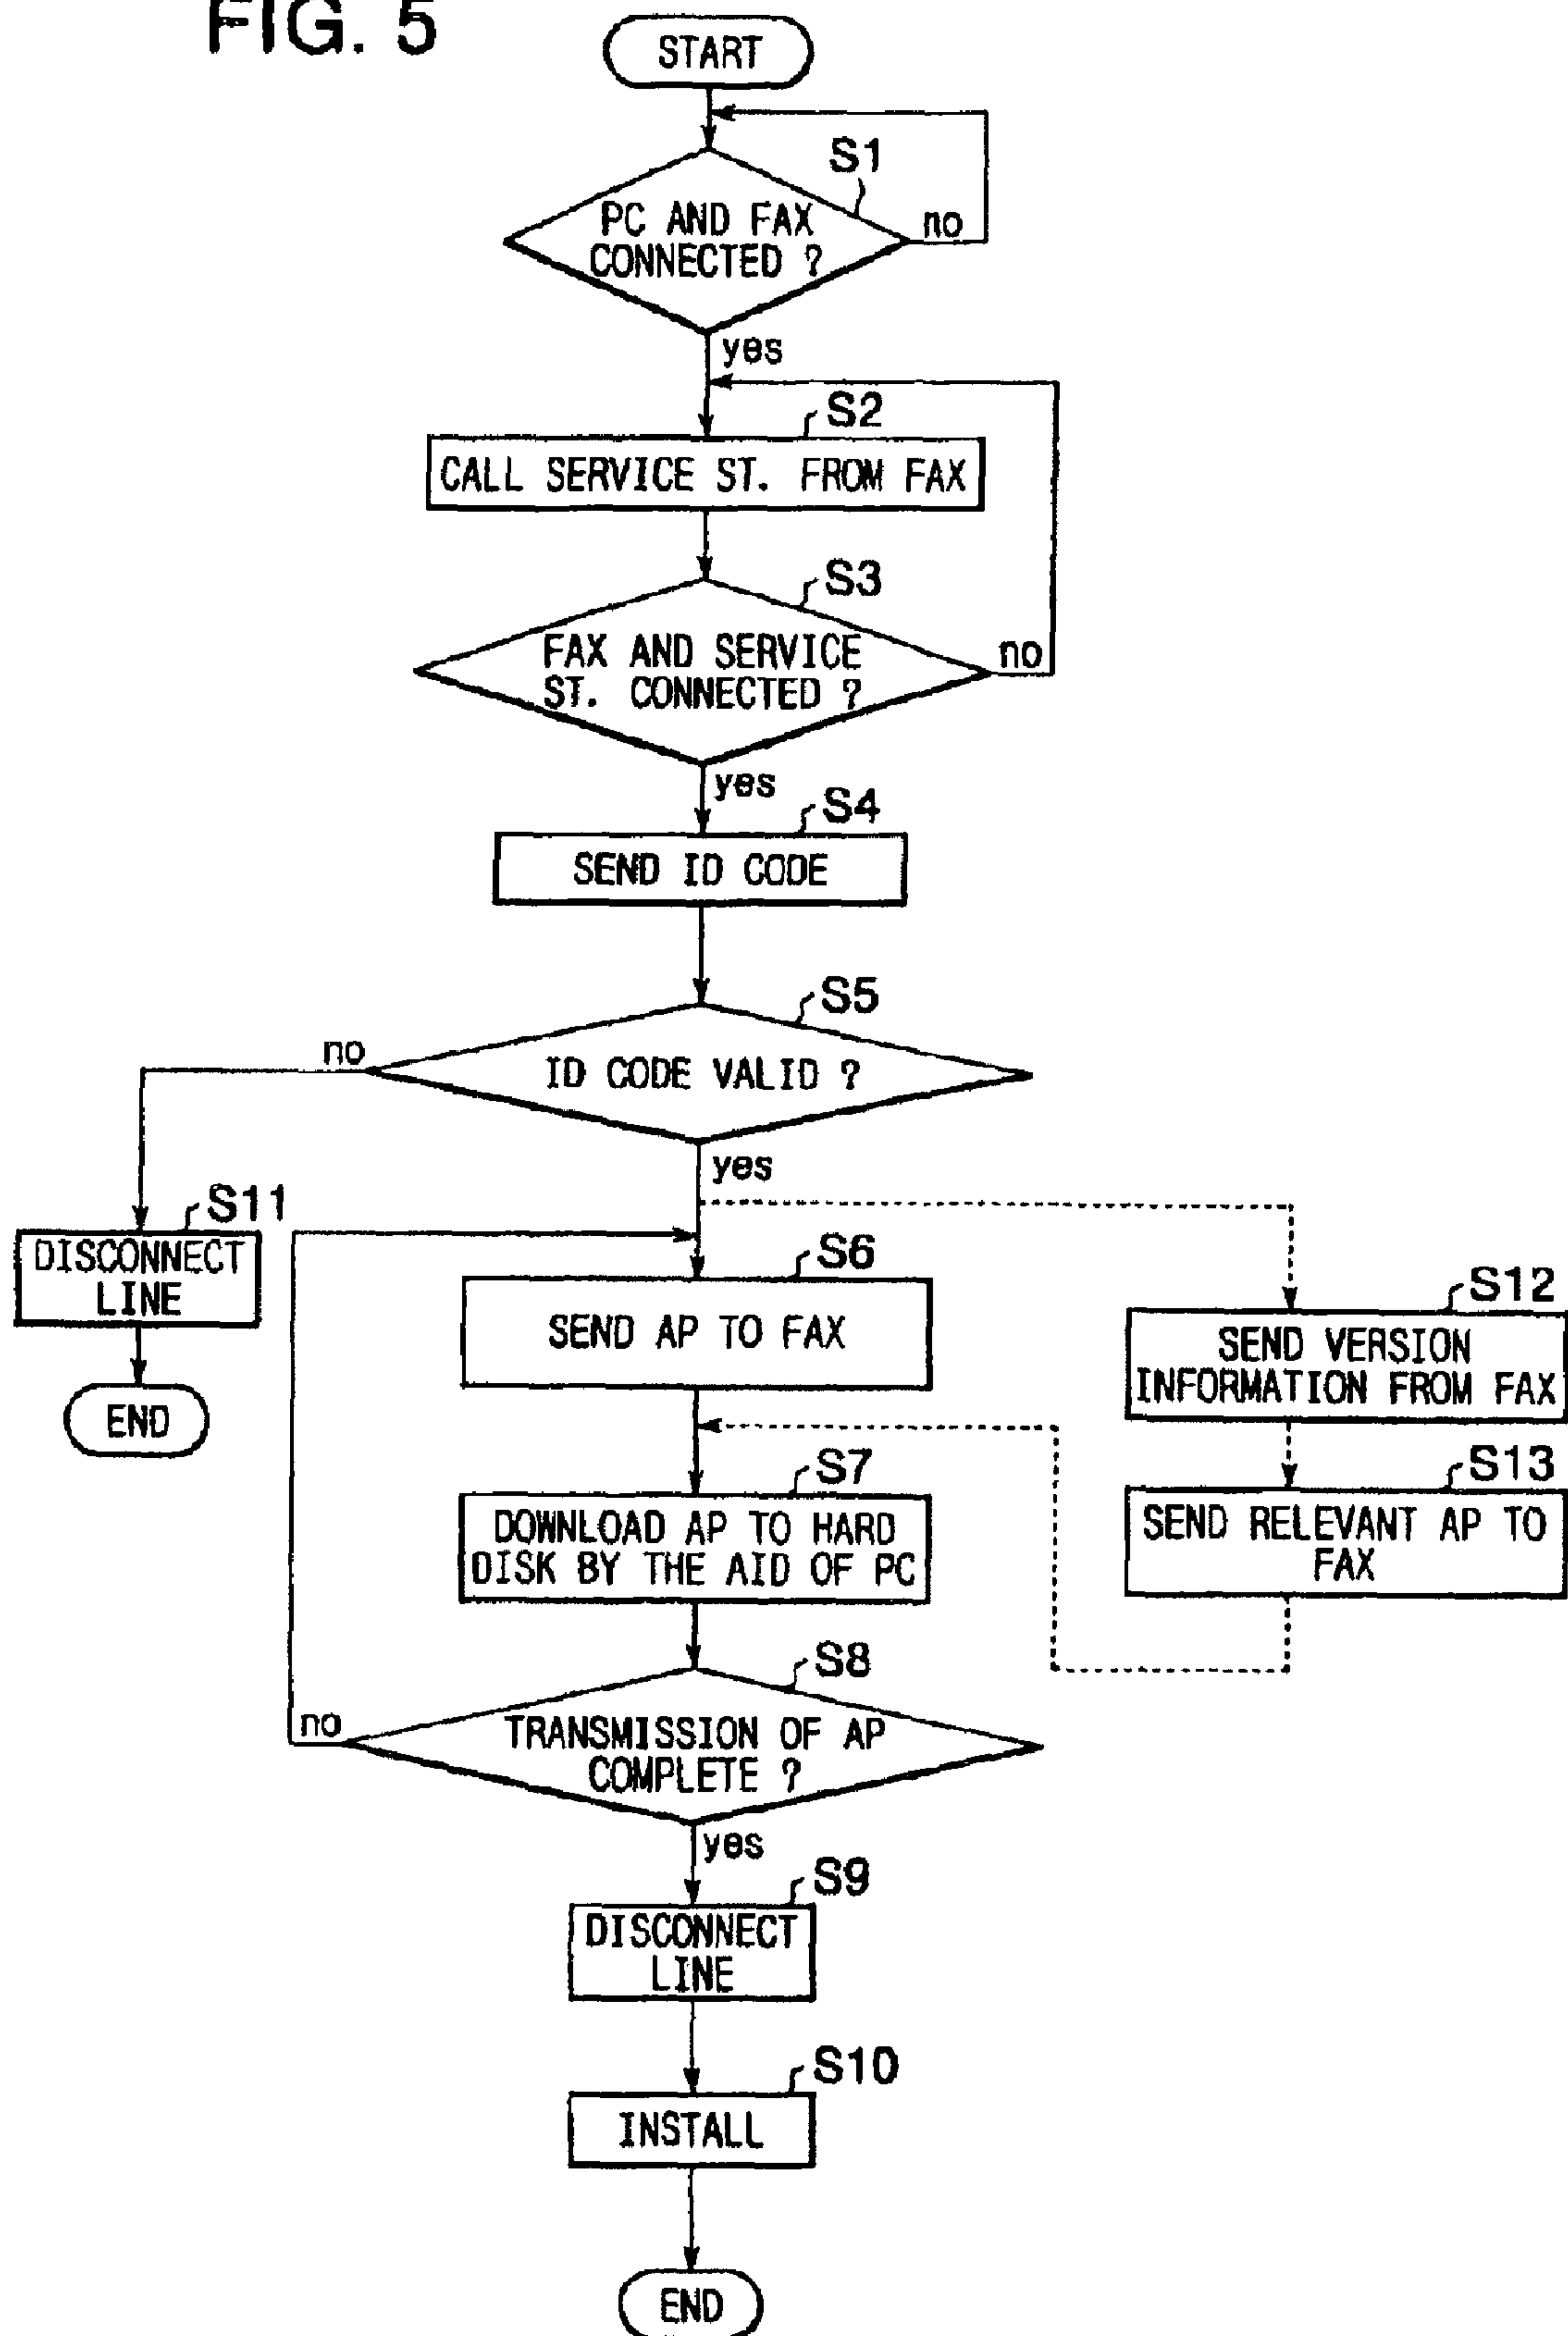 FIG. 5
START
S1
PC AND FAX
CONNECTED ?
no
yes
S2
CALL SERVICE ST. FROM FAX
S3
FAX AND SERVICE
ST. CONNECTED ?
no
yes
S4
SEND ID CODE
S5
ID CODE VALID ?
no
yes
S11
DISCONNECT
LINE
END
S6
SEND AP TO FAX
S12
SEND VERSION
INFORMATION FROM FAX
S7
DOWNLOAD AP TO HARD
DISK BY THE AID OF PC
S13
SEND RELEVANT AP TO
FAX
S8
TRANSMISSION OF AP
COMPLETE ?
no
yes
S9
DISCONNECT
LINE
S10
INSTALL
END